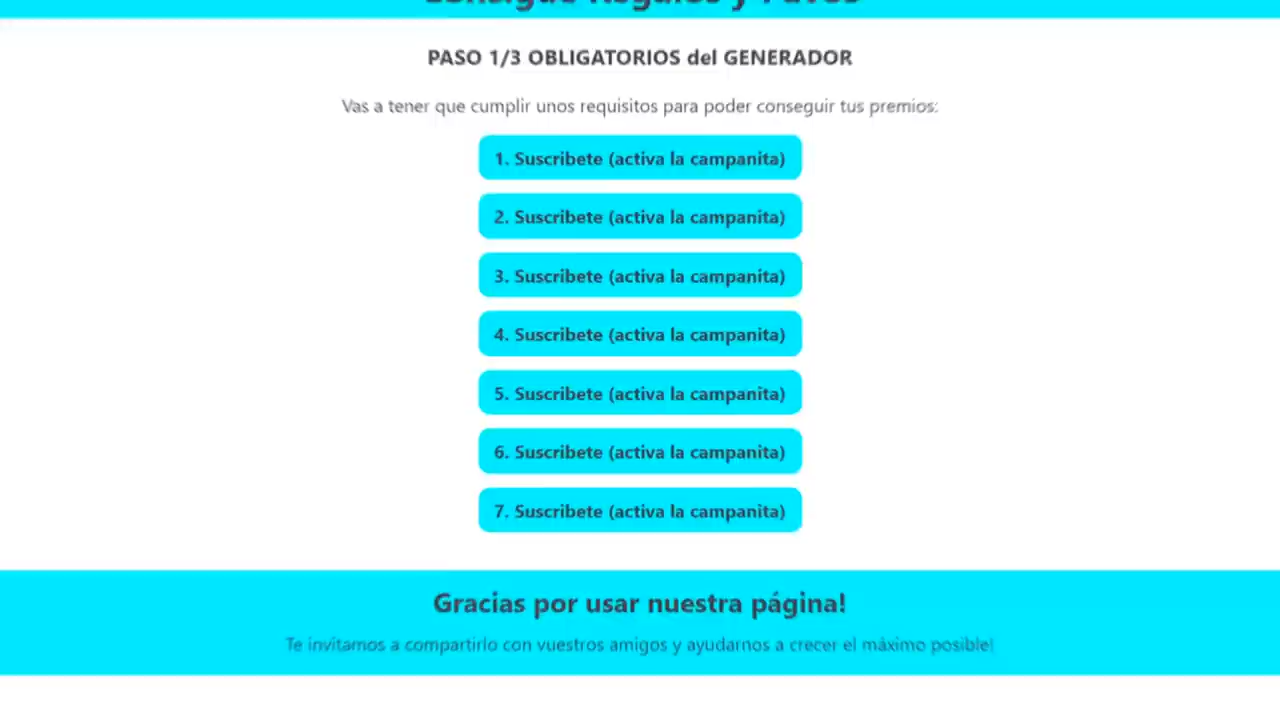 Consigue Regalos y Pavos
PASO 1/3 OBLIGATORIOS del GENERADOR
Vas a tener que cumplir unos requisitos para poder conseguir tus premios:
1. Suscribete (activa la campanita)
2. Suscribete (activa la campanita)
3. Suscribete (activa la campanita)
4. Suscribete (activa la campanita)
5. Suscribete (activa la campanita)
6. Suscribete (activa la campanita)
7. Suscribete (activa la campanita)
Gracias por usar nuestra página!
Te invitamos a compartirlo con vuestros amigos y ayudarnos a crecer el máximo posible!